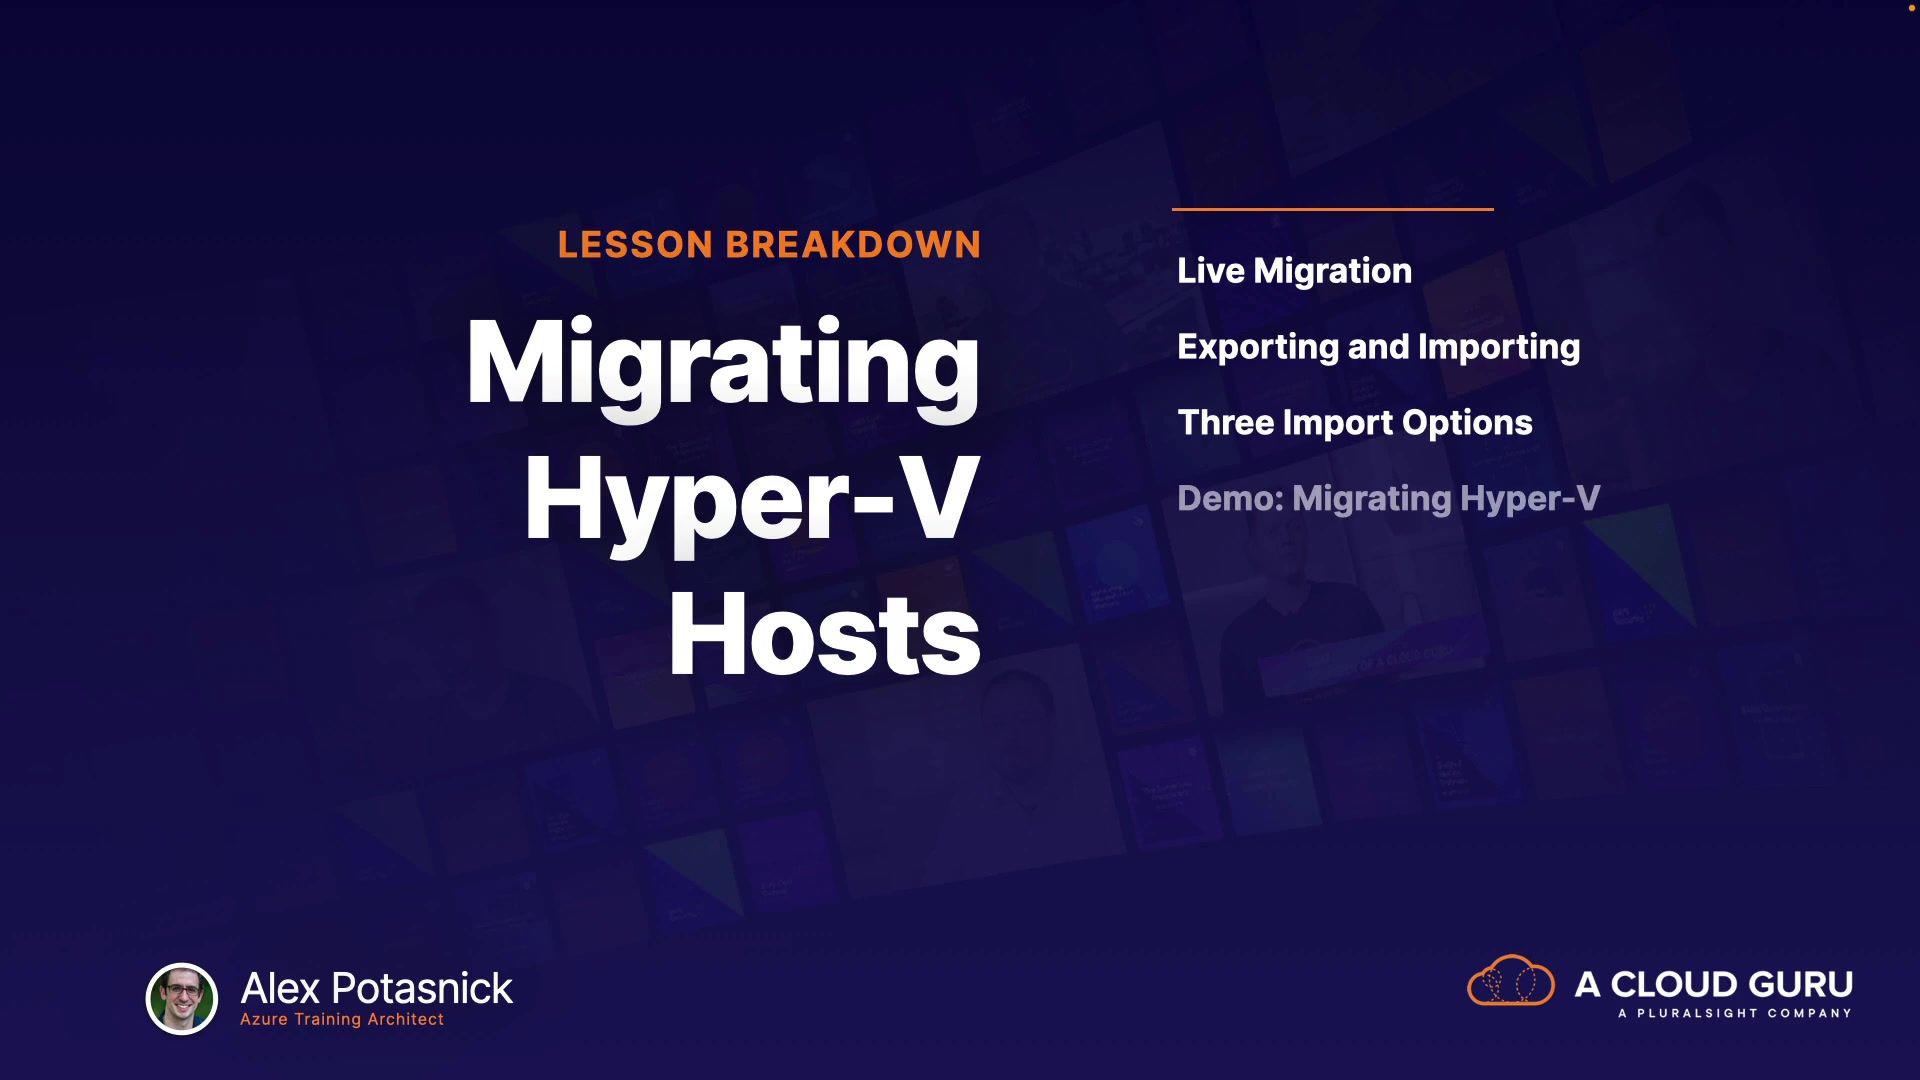 LESSON BREAKDOWN
Migrating
Hyper-V
Hosts
Live Migration
Exporting and Importing
Three Import Options
Demo: Migrating Hyper-V
Alex Potasnick
Azure Training Architect
A CLOUD GURU
A PLURALSIGHT COMPANY